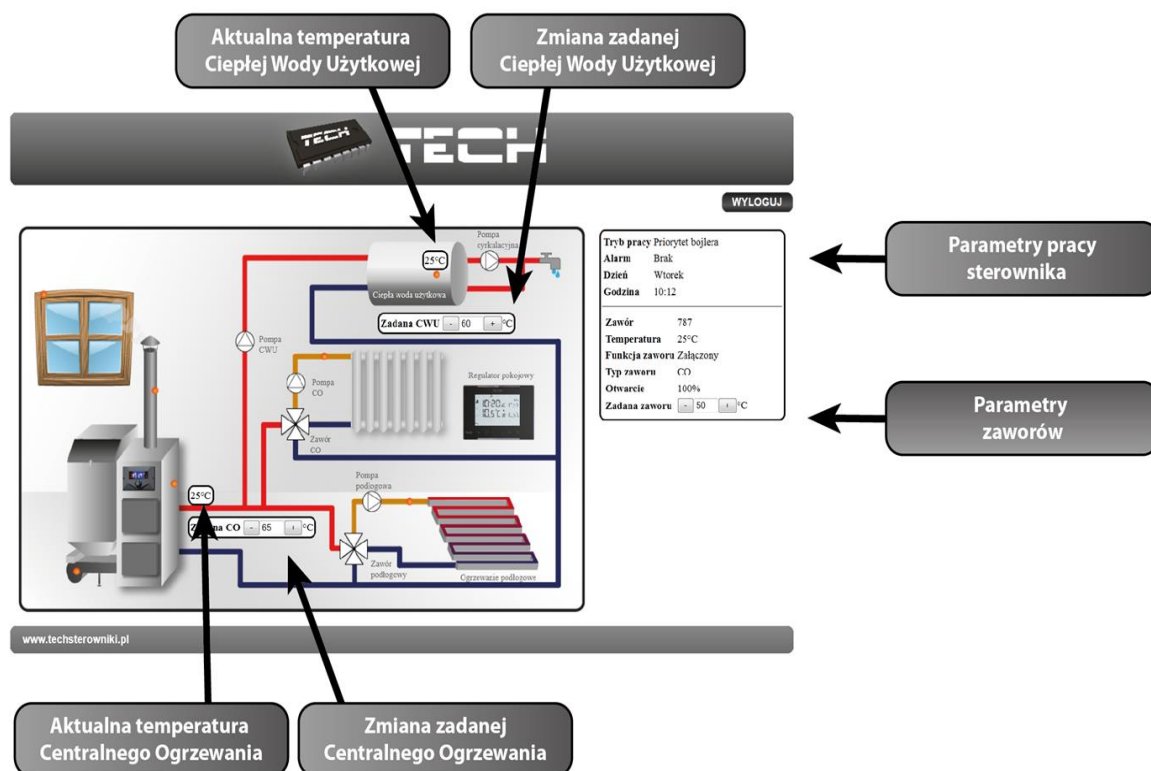 Aktualna temperatura
Ciepłej Wody Użytkowej
Zmiana zadanej
Ciepłej Wody Użytkowej
TECH
TECH
WYLOGUJ
Pompa
cyrkulacyjna
25°C
Ciepła woda użytkowa
Zadana CWU - 60 + °C
Pompa
CWU
Pompa
CO
Regulator pokojowy
Zawór
CO
Pompa
podłogowa
25°C
CO - 65 + °C
Zawór
podłogowy
Ogrzewanie podłogowe
Tryb pracy Priorytet bojlera
Alarm Brak
Dzień Wtorek
Godzina 10:12
Zawór 787
Temperatura 25°C
Funkcja zaworu Załączony
Typ zaworu CO
Otwarcie 100%
Zadana zaworu - 50 + °C
Parametry pracy
sterownika
Parametry
zaworów
www.techsterowniki.pl
Aktualna temperatura
Centralnego Ogrzewania
Zmiana zadanej
Centralnego Ogrzewania